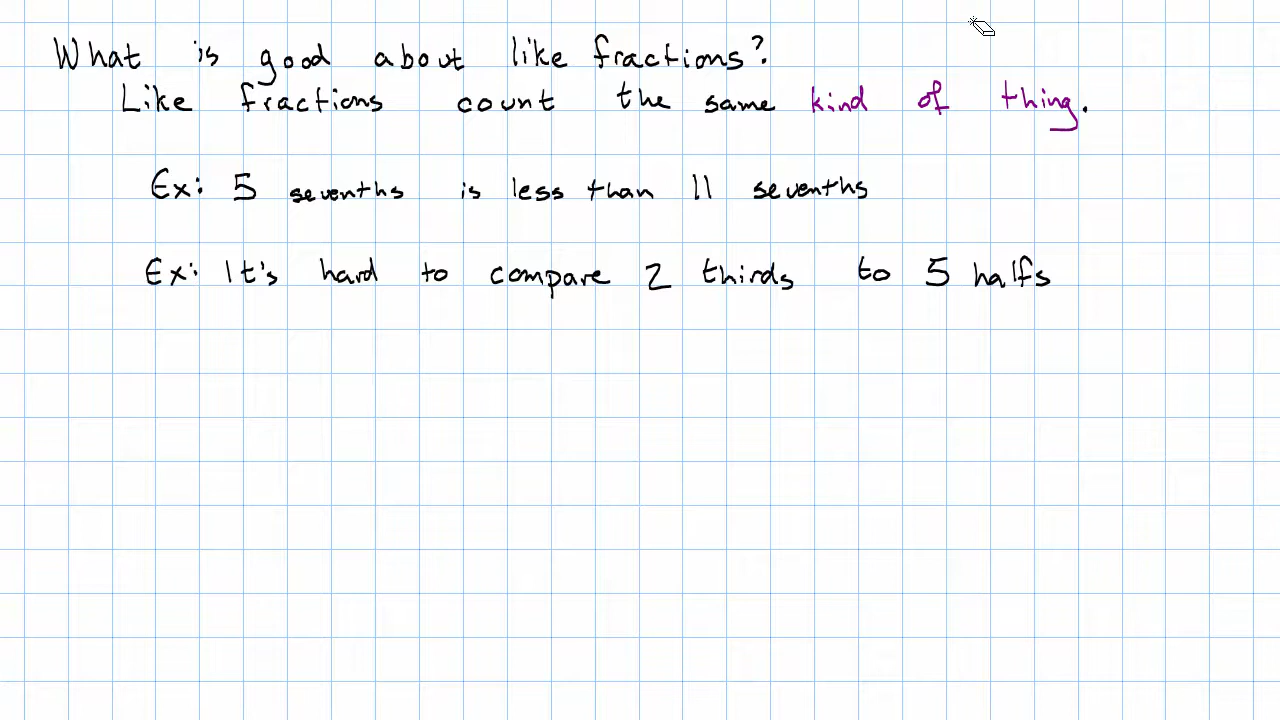 What is good about like fractions?
Like fractions count the same kind of thing.
Ex: 5 sevenths is less than 11 sevenths
Ex: It's hard to compare 2 thirds to 5 halfs